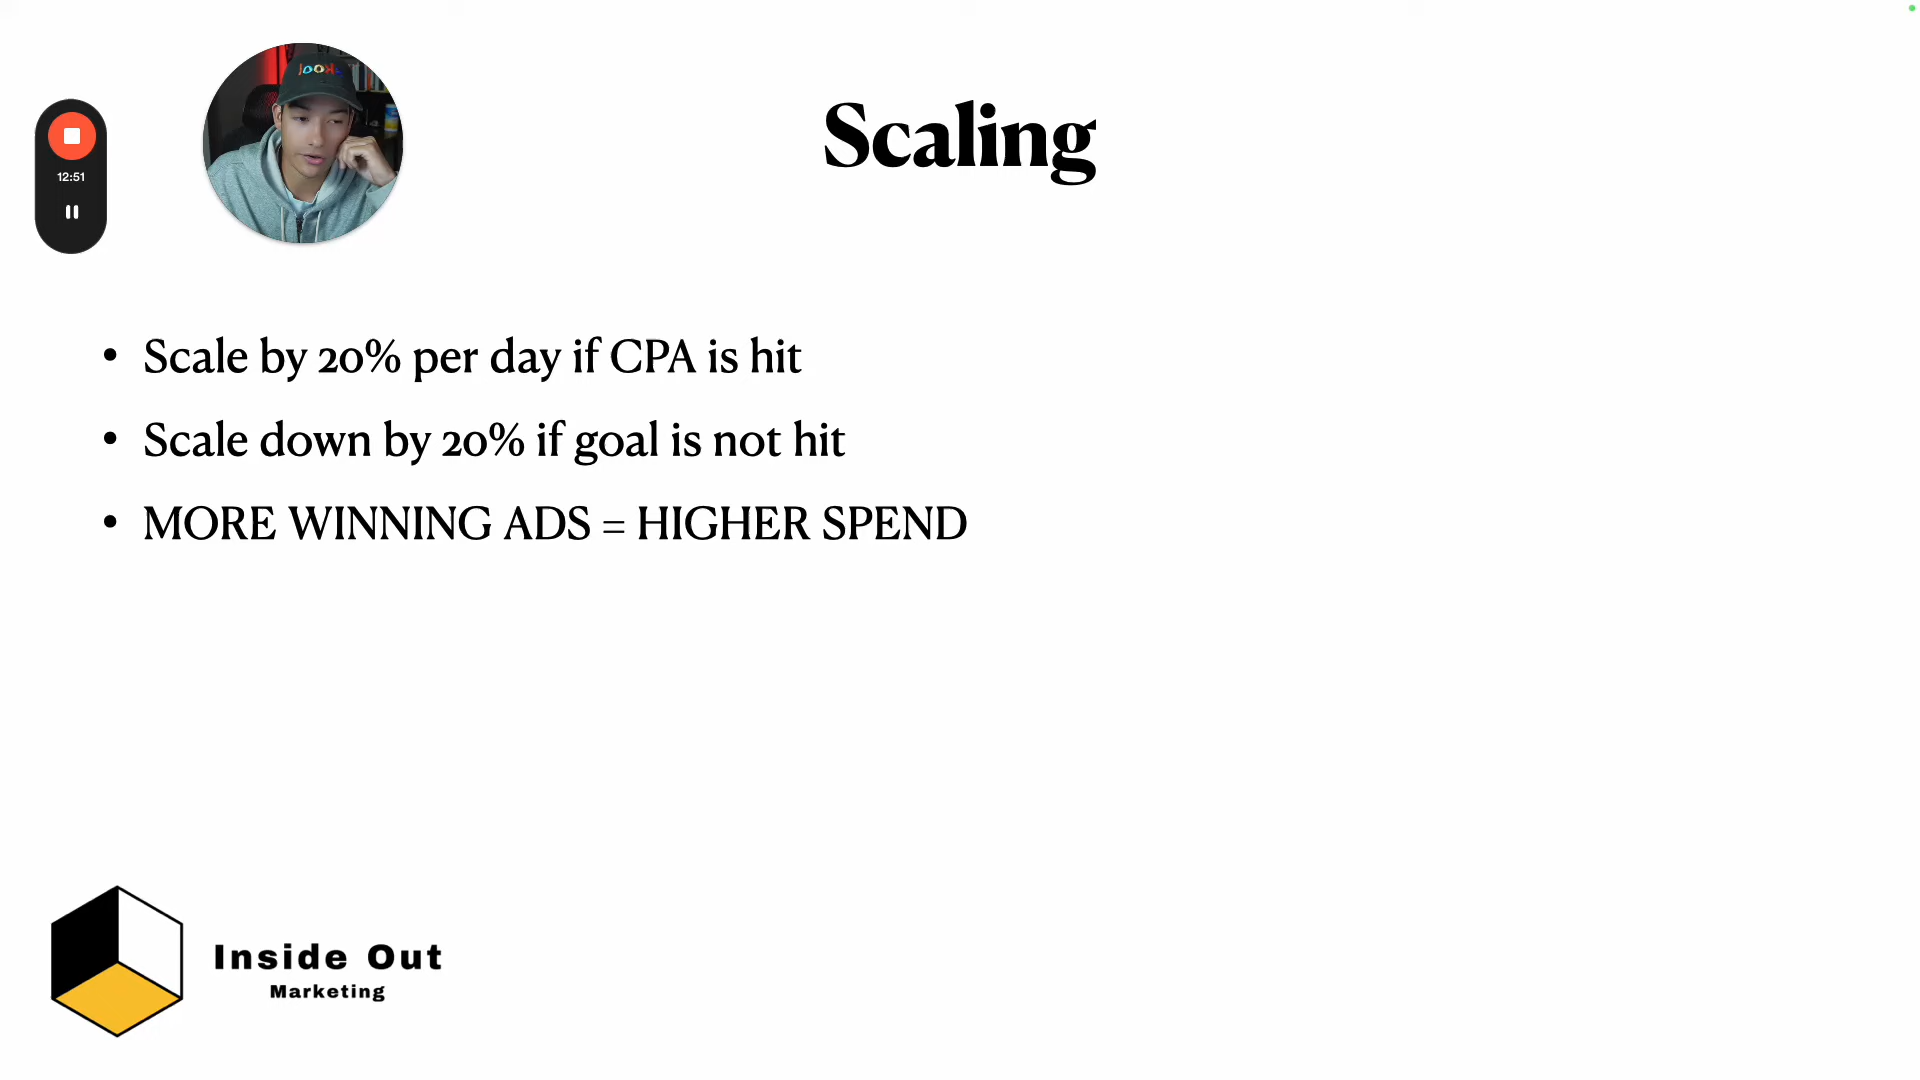 Scaling
12:51
• Scale by 20% per day if CPA is hit
• Scale down by 20% if goal is not hit
• MORE WINNING ADS = HIGHER SPEND
Inside Out
Marketing